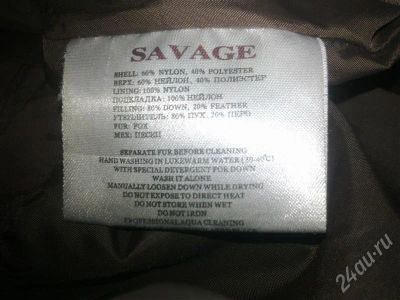 SAVAGE
SHELL: 60% NYLON, 40% POLYESTER
ВЕРХ: 60% НЕЙЛОН, 40% ПОЛИЭСТЕР
LINING: 100% NYLON
ПОДКЛАДКА: 100% НЕЙЛОН
FILLING: 80% DOWN, 20% FEATHER
УТЕПЛИТЕЛЬ: 80% ПУХ, 20% ПЕРО
FUR: FOX
МЕХ: ПЕСЕЦ
SEPARATE FUR BEFORE CLEANING
HAND WASHING IN LUKEWARM WATER (30-40°C)
WITH SPECIAL DETERGENT FOR DOWN
WASH IT ALONE
MANUALLY LOOSEN DOWN WHILE DRYING
DO NOT EXPOSE TO DIRECT HEAT
DO NOT STORE WHEN WET
DO NOT IRON
PROFESSIONAL AQUA CLEANING
24au.ru